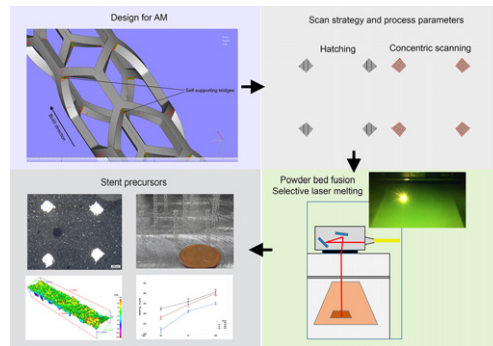 Design for AM
Self supporting bridges
Build direction
Scan strategy and process parameters
Hatching
Concentric scanning
Powder bed fusion
Selective laser melting
Stent precursors